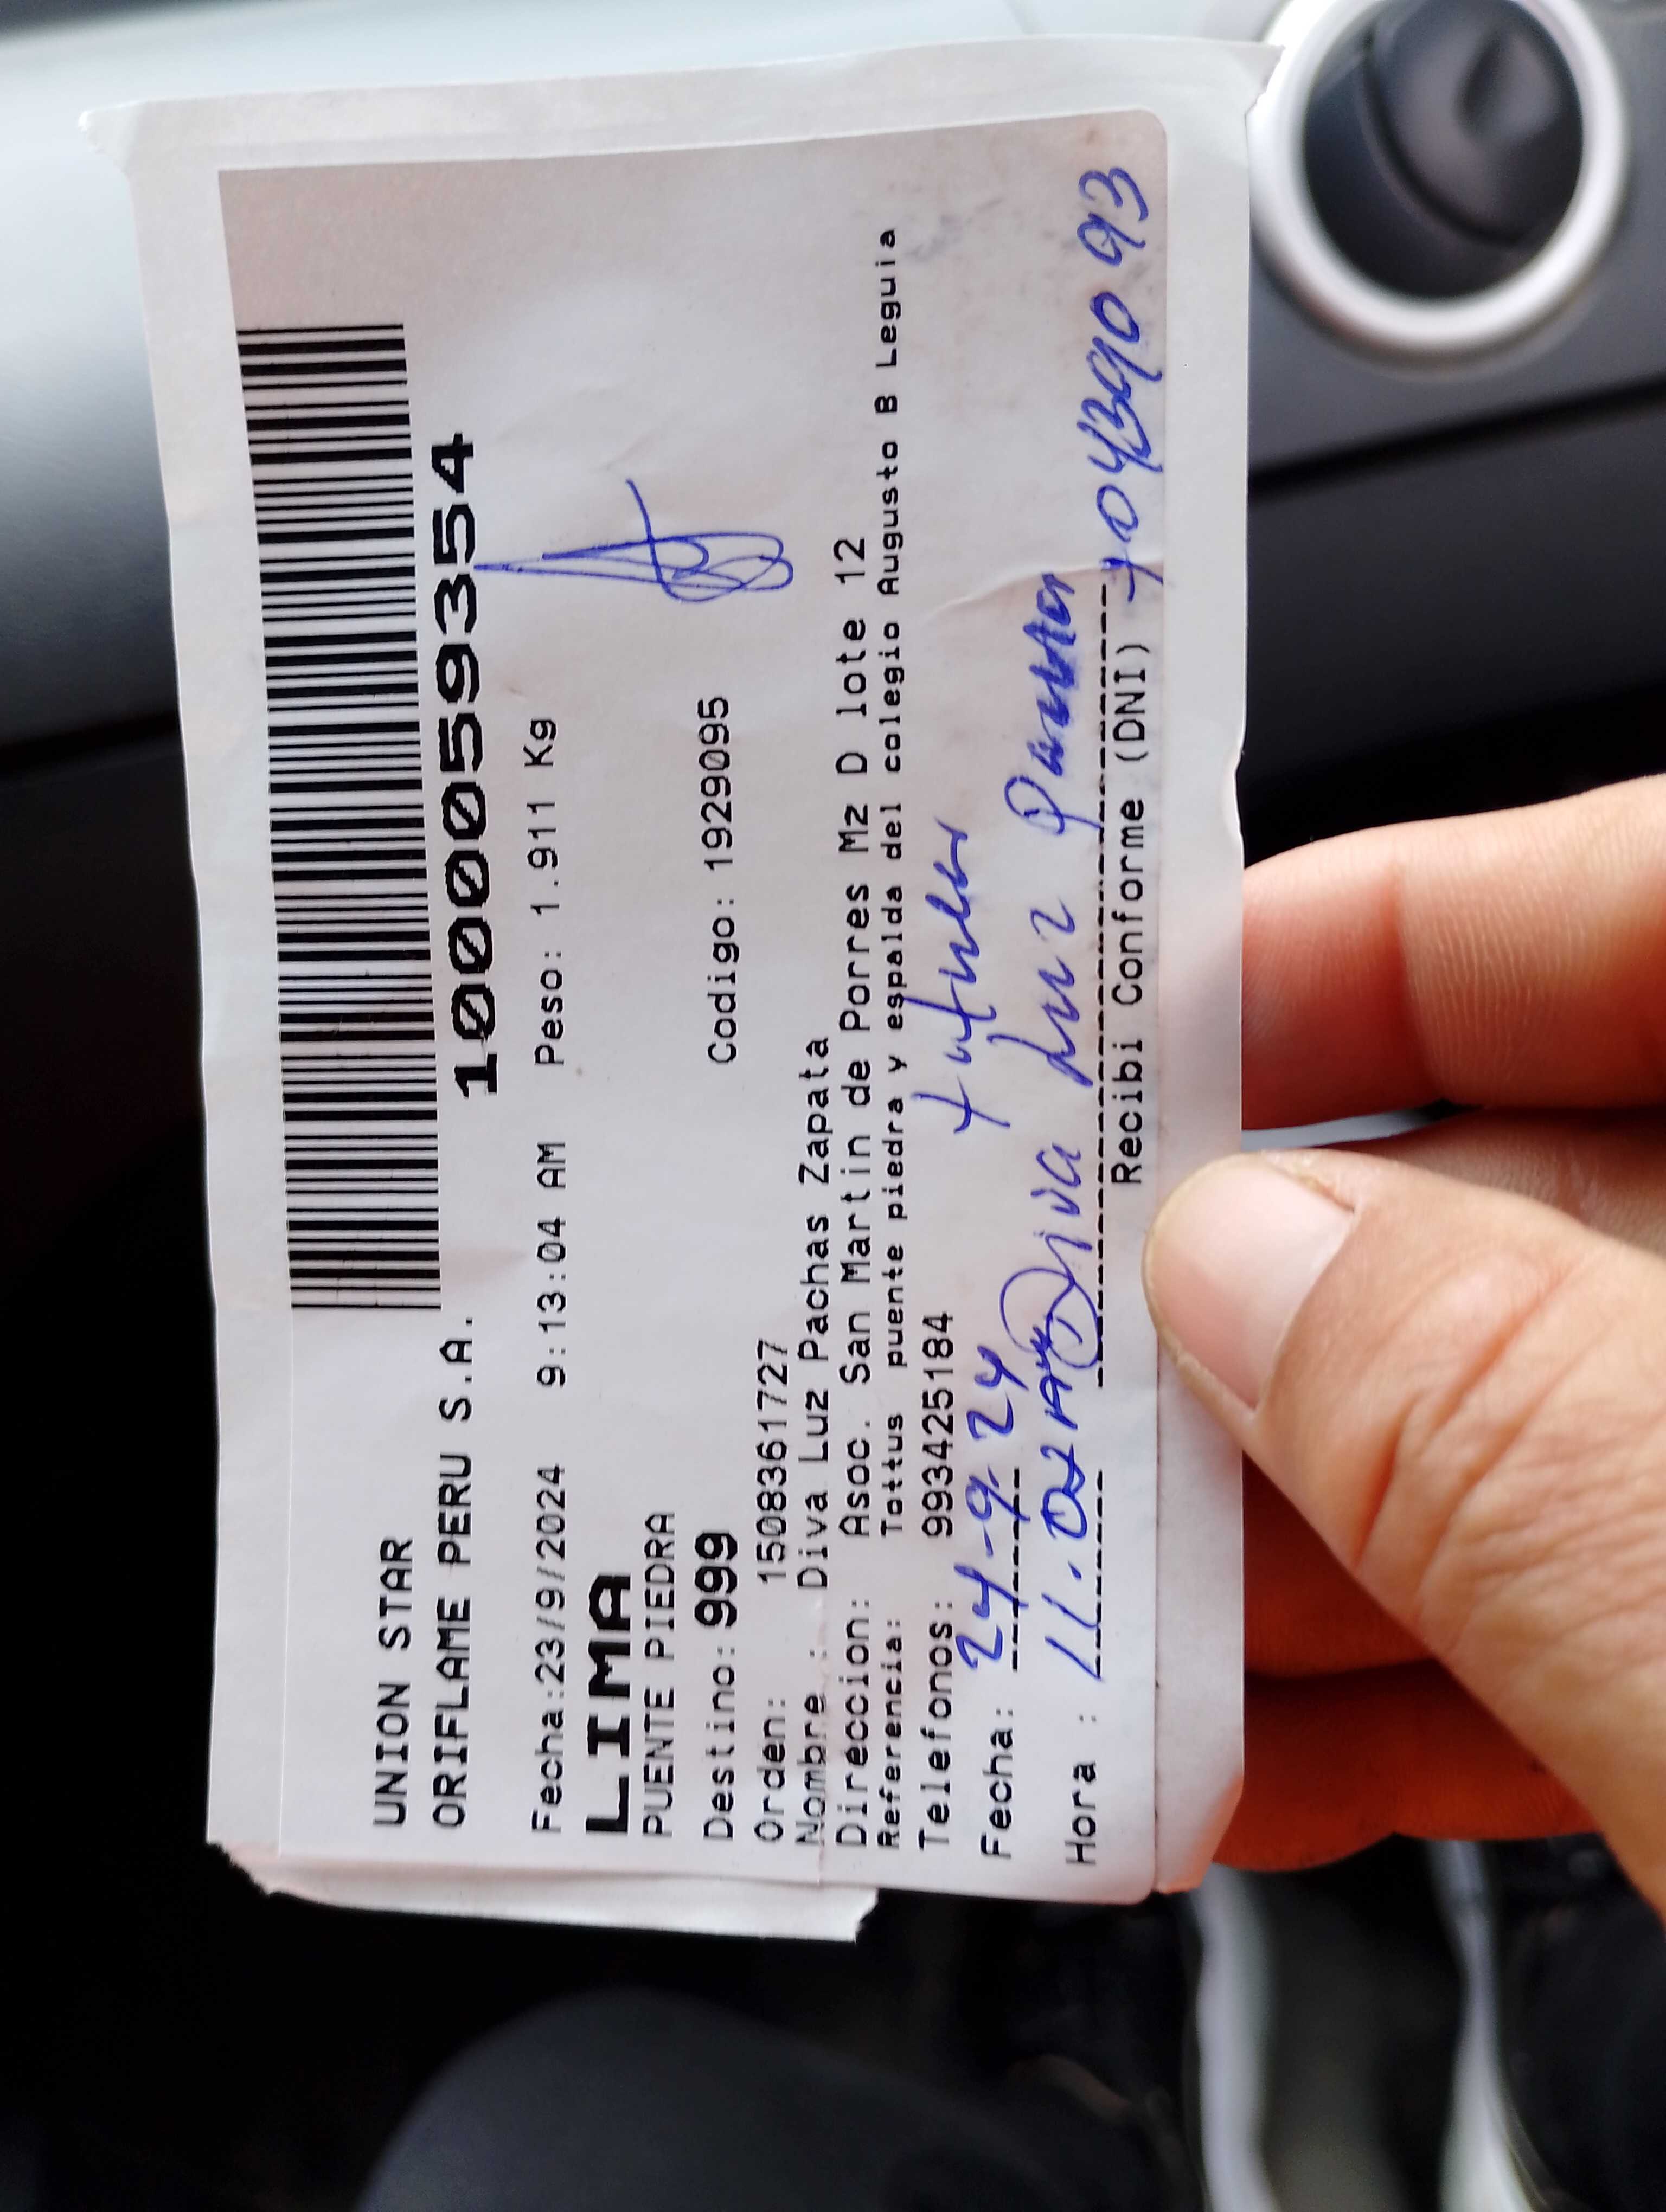 UNION STAR
ORIFLAME PERU S.A.
1000059354
Fecha:23/9/2024 9:13:04 AM Peso: 1.911 Kg
LIMA
PUENTE PIEDRA
Destino: 999 Codigo: 1929095
Orden: 1508361727
Nombre : Diva Luz Pachas Zapata
Direccion: Asoc. San Martin de Porres Mz D lote 12
Referencia: Tottus puente piedra y espalda del colegio Augusto B Leguia
Telefonos: 993425184
Fecha: 24-9-24
Hora : 11.02 AM Diva Luz
Recibi Conforme (DNI)